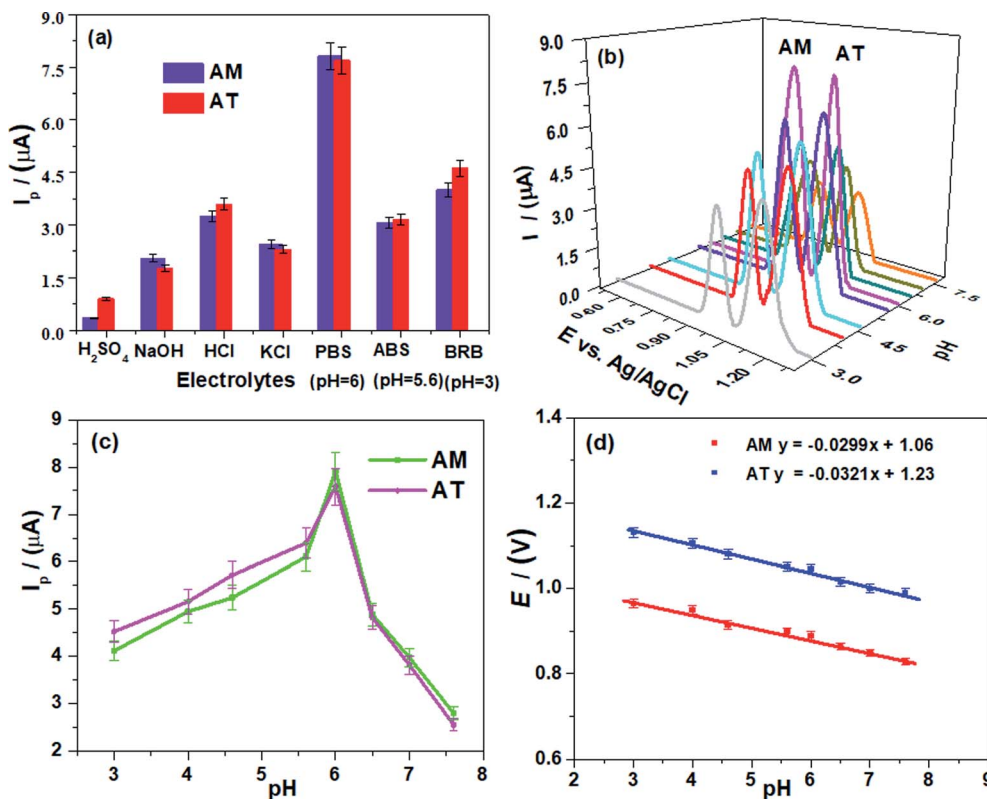 (a)
AM
AT
I_p / (µA)
9.0
7.5
6.0
4.5
3.0
1.5
0.0
H_2SO_4 NaOH HCl KCl PBS ABS BRB
Electrolytes (pH=6) (pH=5.6) (pH=3)
(b)
AM AT
I / (µA)
9.0
7.5
6.0
4.5
3.0
1.5
0.0
0.60
0.75
0.90
1.05
1.20
E vs. Ag/AgCl
3.0
4.5
6.0
7.5
pH
(c)
AM
AT
I_p / (µA)
9
8
7
6
5
4
3
2
3 4 5 6 7 8
pH
(d)
AM y = -0.0299x + 1.06
AT y = -0.0321x + 1.23
E / (V)
1.4
1.2
1.0
0.8
0.6
2 3 4 5 6 7 8 9
pH